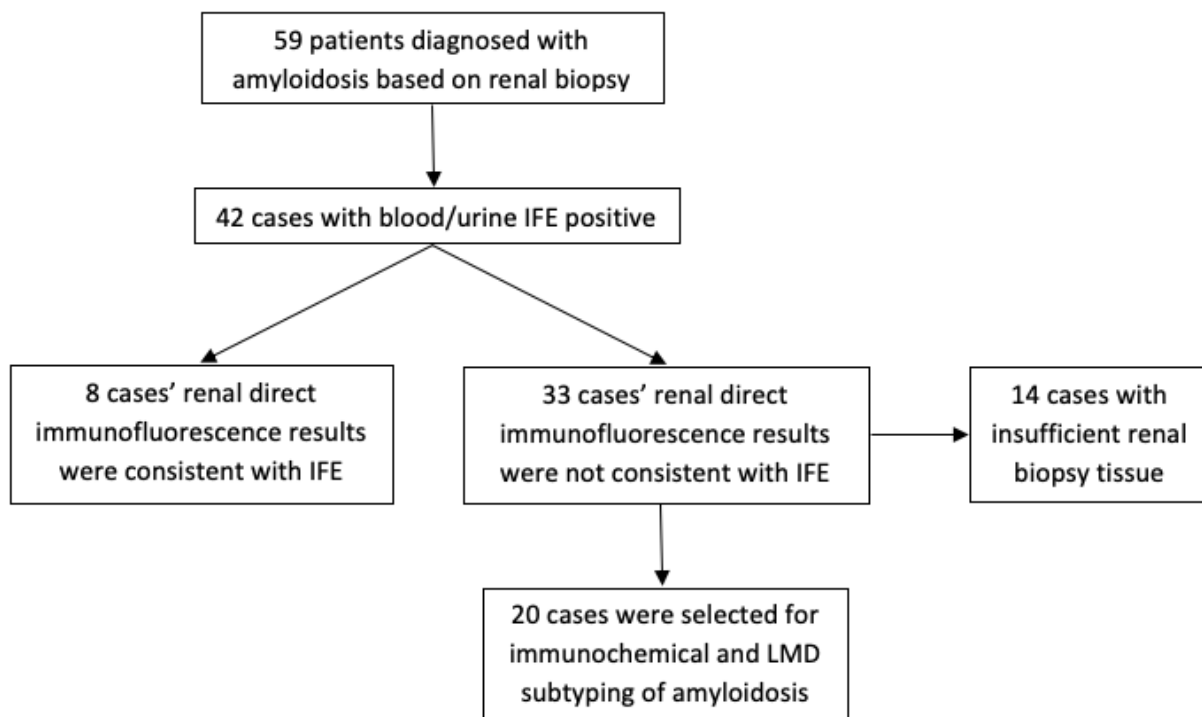 59 patients diagnosed with
amyloidosis based on renal biopsy
42 cases with blood/urine IFE positive
8 cases’ renal direct
immunofluorescence results
were consistent with IFE
33 cases’ renal direct
immunofluorescence results
were not consistent with IFE
14 cases with
insufficient renal
biopsy tissue
20 cases were selected for
immunochemical and LMD
subtyping of amyloidosis